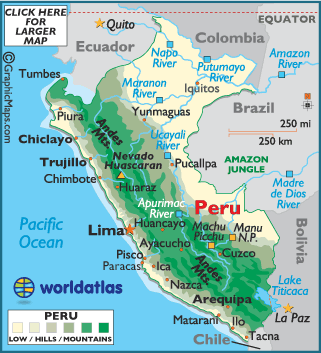 CLICK HERE
FOR
LARGER
MAP
©GraphicMaps.com
Quito
EQUATOR
Ecuador
Colombia
Napo
River
Putumayo
River
Amazon
River
Tumbes
Maranon
River
Iquitos
Piura
Yurimaguas
Brazil
Andes
Mts.
250 mi
250 km
Chiclayo
Ucayali
River
Trujillo
Nevado
Huascaran
Pucallpa
AMAZON
JUNGLE
Chimbote
Huaraz
Madre
de Dios
River
Apurimac
River
Peru
Pacific
Ocean
Lima
Huancayo
Machu
Picchu
Manu
N.P.
Ayacucho
Cuzco
Bolivia
Pisco
Paracas
Ica
Andes
Mts.
Nazca
Lake
Titicaca
worldatlas
Arequipa
La Paz
PERU
LOW / HILLS / MOUNTAINS
Matarani
Ilo
Tacna
Chile